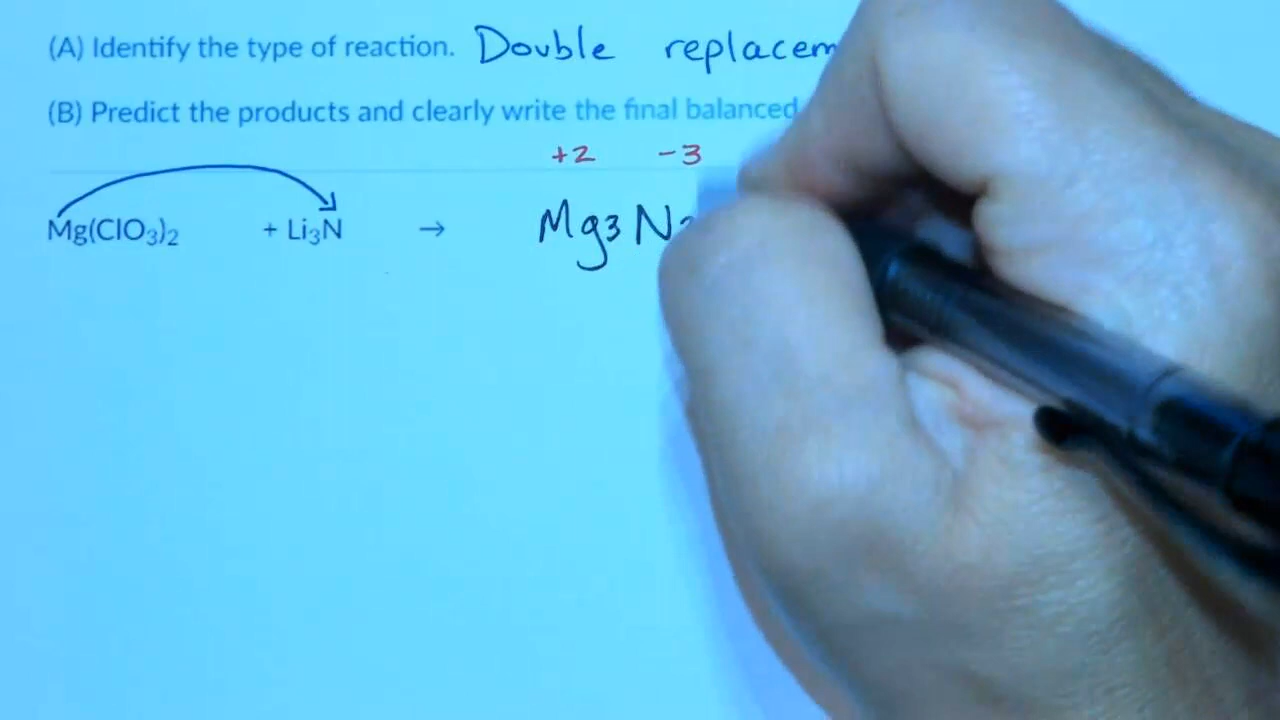 (A) Identify the type of reaction. Double replacem
(B) Predict the products and clearly write the final balanced
+2 -3
Mg(ClO₃)₂ + Li₃N → Mg₃N